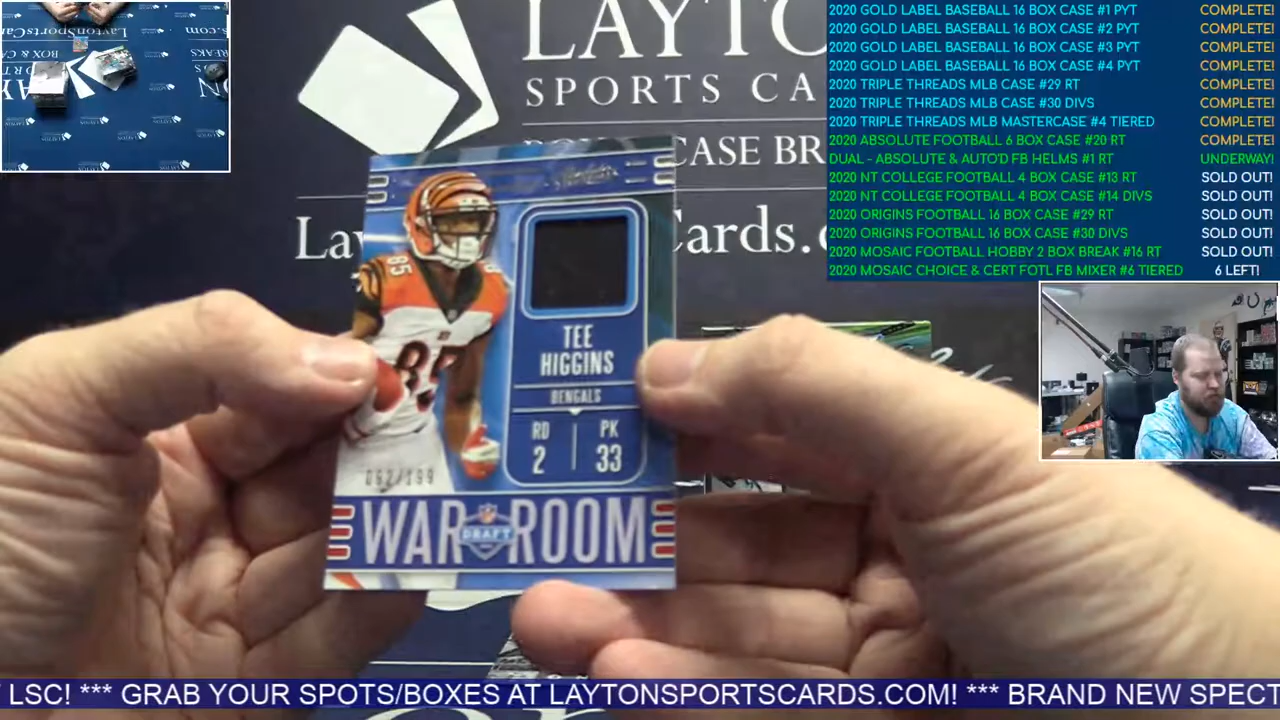 LAYTO
SPORTS CA
CASE BR
Lay
Cards.
2020 GOLD LABEL BASEBALL 16 BOX CASE #1 PYT COMPLETE!
2020 GOLD LABEL BASEBALL 16 BOX CASE #2 PYT COMPLETE!
2020 GOLD LABEL BASEBALL 16 BOX CASE #3 PYT COMPLETE!
2020 GOLD LABEL BASEBALL 16 BOX CASE #4 PYT COMPLETE!
2020 TRIPLE THREADS MLB CASE #29 RT COMPLETE!
2020 TRIPLE THREADS MLB CASE #30 DIVS COMPLETE!
2020 TRIPLE THREADS MLB MASTERCASE #4 TIERED COMPLETE!
2020 ABSOLUTE FOOTBALL 6 BOX CASE #20 RT COMPLETE!
DUAL - ABSOLUTE & AUTO'D FB HELMS #1 RT UNDERWAY!
2020 NT COLLEGE FOOTBALL 4 BOX CASE #13 RT SOLD OUT!
2020 NT COLLEGE FOOTBALL 4 BOX CASE #14 DIVS SOLD OUT!
2020 ORIGINS FOOTBALL 16 BOX CASE #29 RT SOLD OUT!
2020 ORIGINS FOOTBALL 16 BOX CASE #30 DIVS SOLD OUT!
2020 MOSAIC FOOTBALL HOBBY 2 BOX BREAK #16 RT SOLD OUT!
2020 MOSAIC CHOICE & CERT FOTL FB MIXER #6 TIERED 6 LEFT!
85
85
TEE
HIGGINS
BENGALS
RD PK
2 33
062/199
WAR DRAFT ROOM
LSC! *** GRAB YOUR SPOTS/BOXES AT LAYTONSPORTSCARDS.COM! *** BRAND NEW SPECT